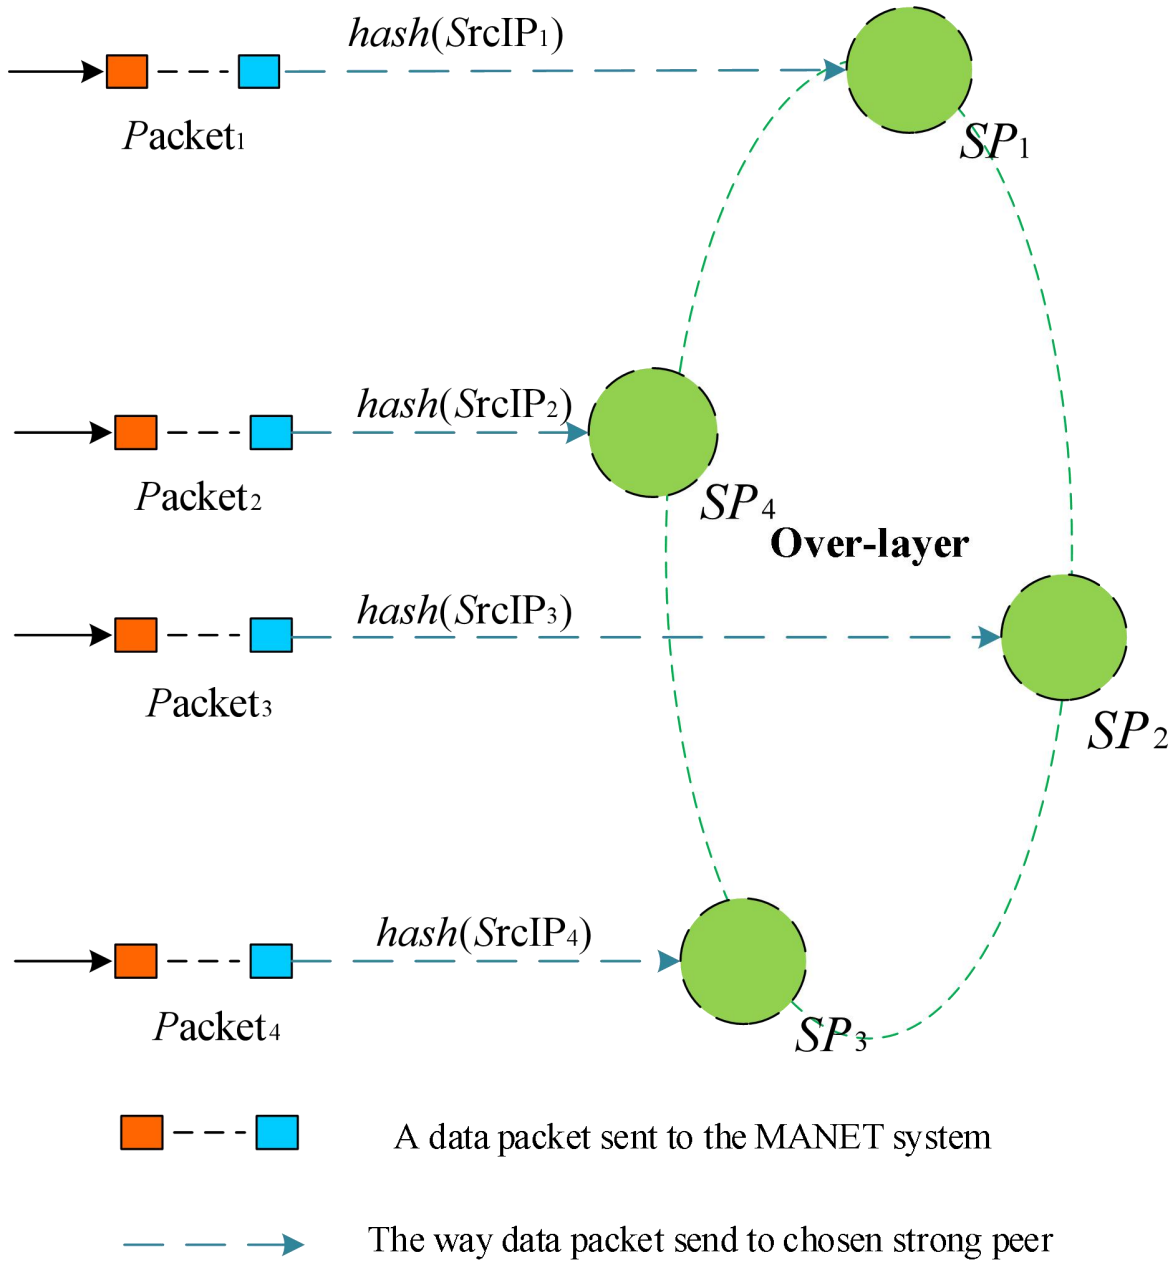 hash(SrcIP1)
Packet1
SP1
hash(SrcIP2)
Packet2
SP4
Over-layer
hash(SrcIP3)
Packet3
SP2
hash(SrcIP4)
Packet4
SP3
A data packet sent to the MANET system
The way data packet send to chosen strong peer